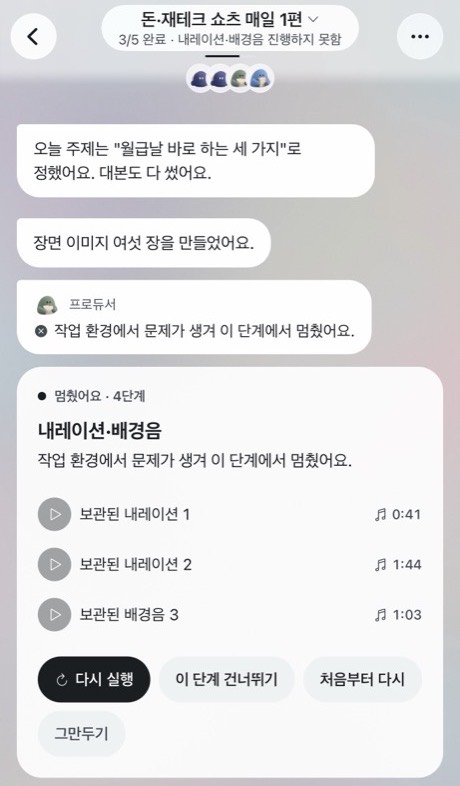 돈·재테크 쇼츠 매일 1편
3/5 완료 · 내레이션·배경음 진행하지 못함
오늘 주제는 "월급날 바로 하는 세 가지"로
정했어요. 대본도 다 썼어요.
장면 이미지 여섯 장을 만들었어요.
프로듀서
작업 환경에서 문제가 생겨 이 단계에서 멈췄어요.
멈췄어요 · 4단계
내레이션·배경음
작업 환경에서 문제가 생겨 이 단계에서 멈췄어요.
보관된 내레이션 1 0:41
보관된 내레이션 2 1:44
보관된 배경음 3 1:03
다시 실행 이 단계 건너뛰기 처음부터 다시
그만두기